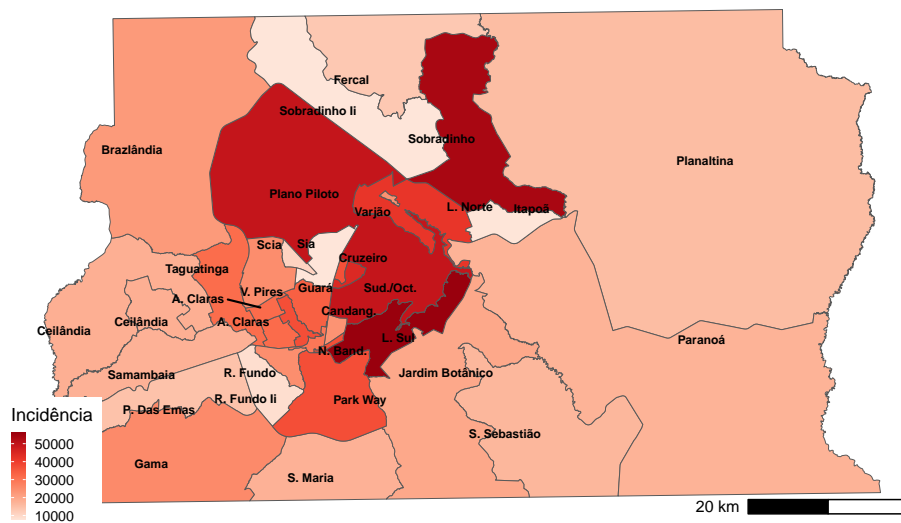 Fercal
Sobradinho Ii
Sobradinho
Brazlândia
Planaltina
Plano Piloto
Varjão
L. Norte
Itapoã
Scia
Sia
Cruzeiro
Taguatinga
V. Pires
Guará
Sud./Oct.
A. Claras
Candang.
Ceilândia
Ceilândia
A. Claras
L. Sul
Paranoá
N. Band.
Samambaia
R. Fundo
Jardim Botânico
R. Fundo Ii
Park Way
P. Das Emas
S. Sebastião
Gama
S. Maria
Incidência
50000
40000
30000
20000
10000
20 km